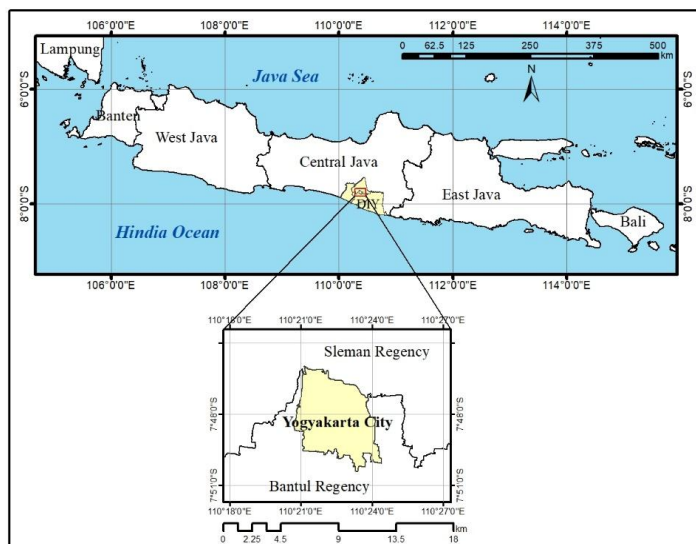 106°0'0"E 108°0'0"E 110°0'0"E 112°0'0"E 114°0'0"E
Lampung
0 62.5 125 250 375 500
km
Java Sea
N
6°0'0"S
6°0'0"S
Banten
West Java
Central Java
East Java
DIY
8°0'0"S
8°0'0"S
Bali
Hindia Ocean
106°0'0"E 108°0'0"E 110°0'0"E 112°0'0"E 114°0'0"E
110°18'0"E 110°21'0"E 110°24'0"E 110°27'0"E
Sleman Regency
7°48'0"S
7°48'0"S
Yogyakarta City
Bantul Regency
7°51'0"S
7°51'0"S
110°18'0"E 110°21'0"E 110°24'0"E 110°27'0"E
km
0 2.25 4.5 9 13.5 18